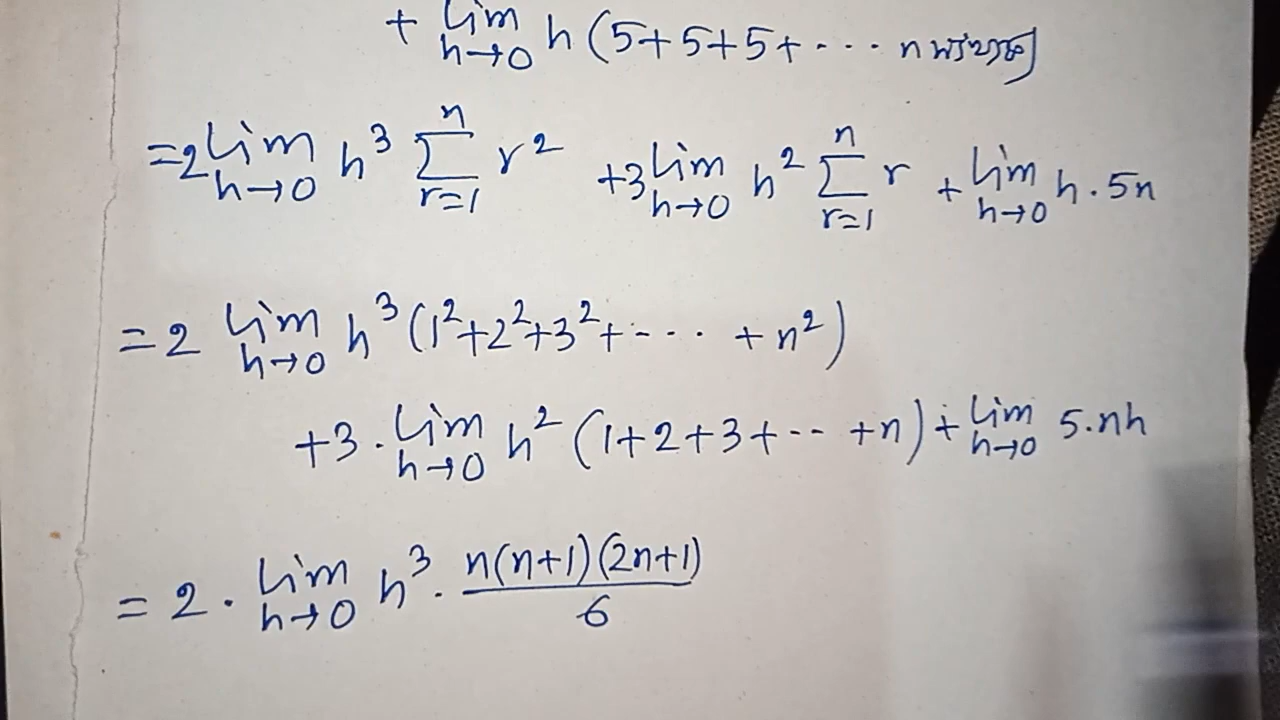 + lim h→0 h (5+5+5+ ··· n পর্যন্ত)
=2 lim h→0 h³ Σ r=1 n r² +3 lim h→0 h² Σ r=1 n r + lim h→0 h . 5n
= 2 lim h→0 h³ (1²+2²+3²+ ···· + n²)
+3 . lim h→0 h² (1+2+3+ ··· +n) + lim h→0 5.nh
= 2 . lim h→0 h³ . n(n+1)(2n+1)/6